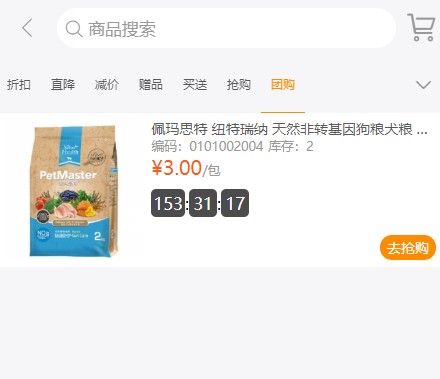 商品搜索
折扣 直降 减价 赠品 买送 抢购 团购
佩玛思特 纽特瑞纳 天然非转基因狗粮犬粮 ...
编码：0101002004 库存：2
¥3.00/包
153:31:17
去抢购
PetMaster